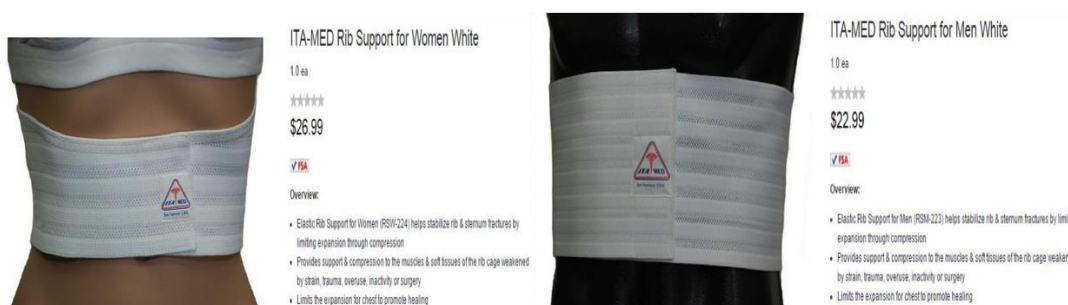 ITA-MED Rib Support for Women White
1.0 ea
$26.99
FSA
Overview:
Elastic Rib Support for Women (RSW-224) helps stabilize rib & sternum fractures by
limiting expansion through compression
Provides support & compression to the muscles & soft tissues of the rib cage weakened
by strain, trauma, overuse, inactivity or surgery
Limits the expansion for chest to promote healing
ITA MED
ITA-MED Rib Support for Men White
1.0 ea
$22.99
FSA
Overview:
Elastic Rib Support for Men (RSM-223) helps stabilize rib & sternum fractures by limit
expansion through compression
Provides support & compression to the muscles & soft tissues of the rib cage weakene
by strain, trauma, overuse, inactivity or surgery
Limits the expansion for chest to promote healing
ITA MED